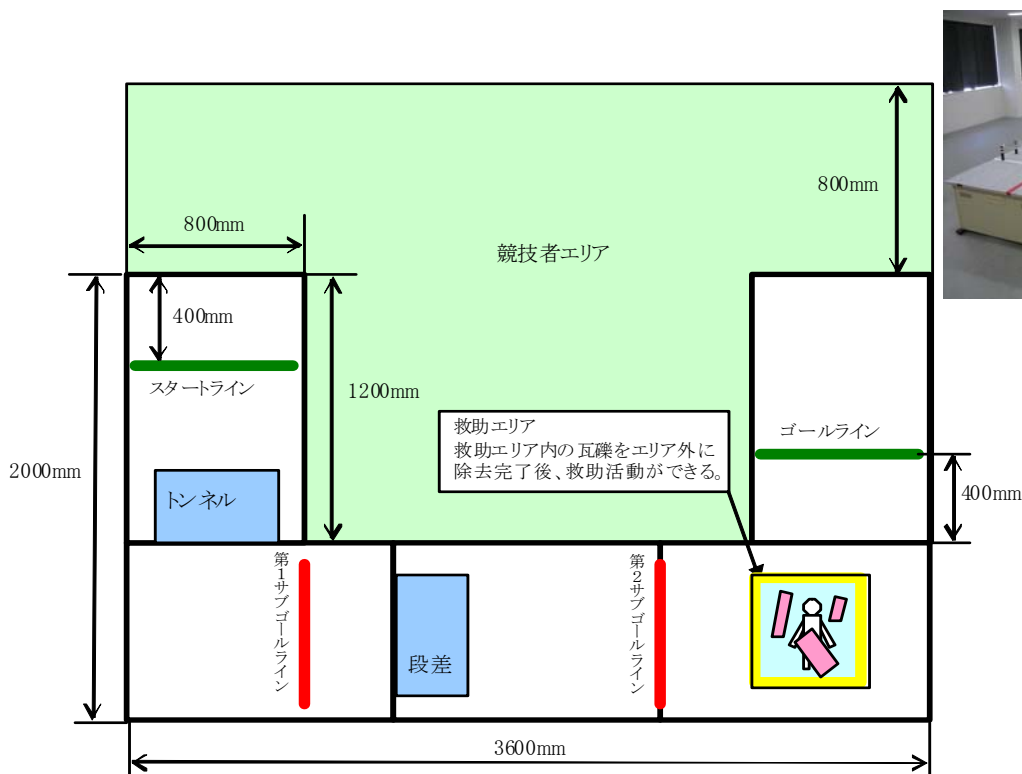 800mm
800mm
競技者エリア
400mm
スタートライン
1200mm
救助エリア
救助エリア内の瓦礫をエリア外に
除去完了後、救助活動ができる。
ゴールライン
2000mm
トンネル
400mm
第1サブゴールライン
第2サブゴールライン
段差
3600mm